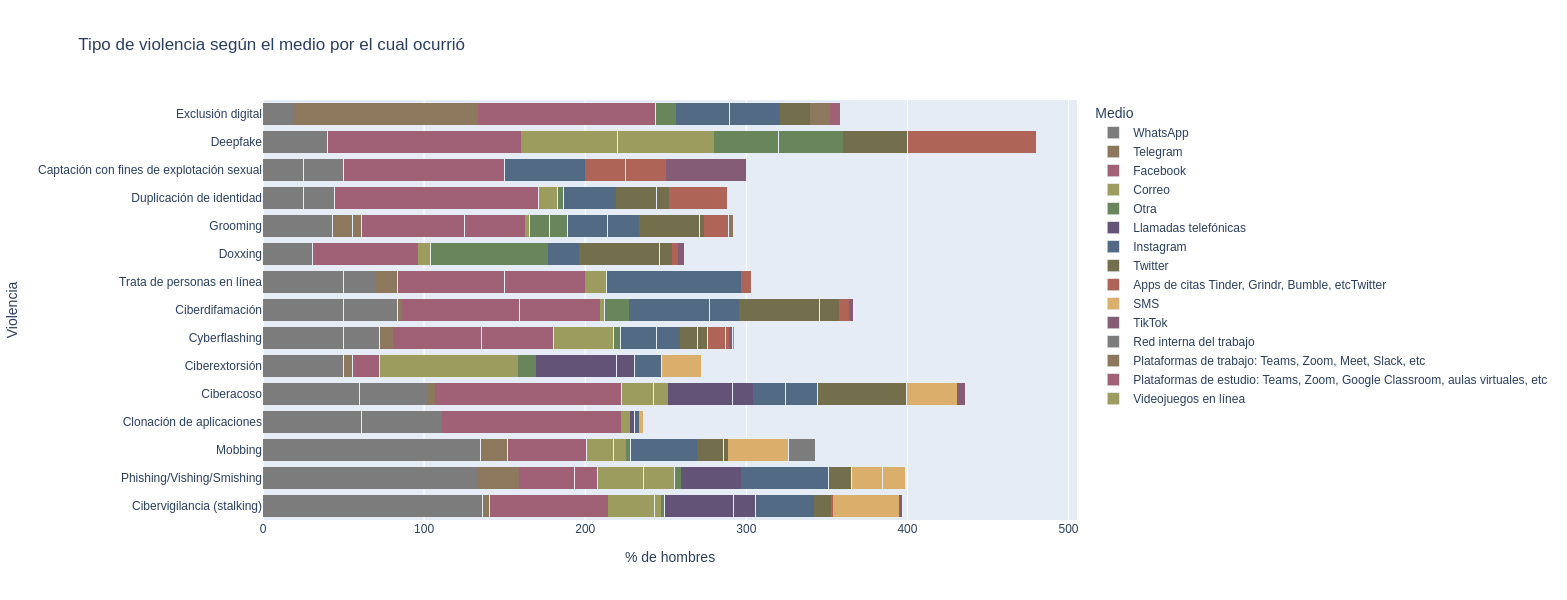 Tipo de violencia según el medio por el cual ocurrió
Violencia
Exclusión digital
Deepfake
Captación con fines de explotación sexual
Duplicación de identidad
Grooming
Doxxing
Trata de personas en línea
Ciberdifamación
Cyberflashing
Ciberextorsión
Ciberacoso
Clonación de aplicaciones
Mobbing
Phishing/Vishing/Smishing
Cibervigilancia (stalking)
0 100 200 300 400 500
% de hombres
Medio
WhatsApp
Telegram
Facebook
Correo
Otra
Llamadas telefónicas
Instagram
Twitter
Apps de citas Tinder, Grindr, Bumble, etcTwitter
SMS
TikTok
Red interna del trabajo
Plataformas de trabajo: Teams, Zoom, Meet, Slack, etc
Plataformas de estudio: Teams, Zoom, Google Classroom, aulas virtuales, etc
Videojuegos en línea